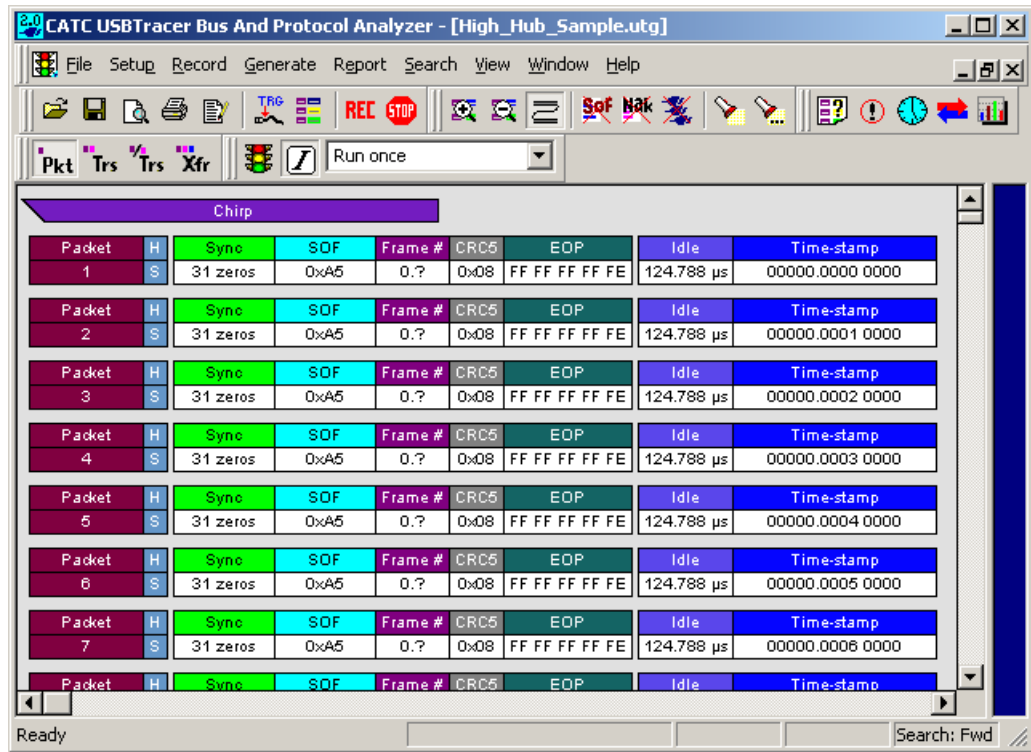 2.0 CATC USBTracer Bus And Protocol Analyzer - [High_Hub_Sample.utg]
File Setup Record Generate Report Search View Window Help
TRG REC STOP Sof Nak
Pkt Trs Trs Xfr I Run once
Chirp
Packet H Sync SOF Frame # CRC5 EOP Idle Time-stamp
1 S 31 zeros 0xA5 0.? 0x08 FF FF FF FF FE 124.788 µs 00000.0000 0000
Packet H Sync SOF Frame # CRC5 EOP Idle Time-stamp
2 S 31 zeros 0xA5 0.? 0x08 FF FF FF FF FE 124.788 µs 00000.0001 0000
Packet H Sync SOF Frame # CRC5 EOP Idle Time-stamp
3 S 31 zeros 0xA5 0.? 0x08 FF FF FF FF FE 124.788 µs 00000.0002 0000
Packet H Sync SOF Frame # CRC5 EOP Idle Time-stamp
4 S 31 zeros 0xA5 0.? 0x08 FF FF FF FF FE 124.788 µs 00000.0003 0000
Packet H Sync SOF Frame # CRC5 EOP Idle Time-stamp
5 S 31 zeros 0xA5 0.? 0x08 FF FF FF FF FE 124.788 µs 00000.0004 0000
Packet H Sync SOF Frame # CRC5 EOP Idle Time-stamp
6 S 31 zeros 0xA5 0.? 0x08 FF FF FF FF FE 124.788 µs 00000.0005 0000
Packet H Sync SOF Frame # CRC5 EOP Idle Time-stamp
7 S 31 zeros 0xA5 0.? 0x08 FF FF FF FF FE 124.788 µs 00000.0006 0000
Packet H Sync SOF Frame # CRC5 EOP Idle Time-stamp
Ready Search: Fwd